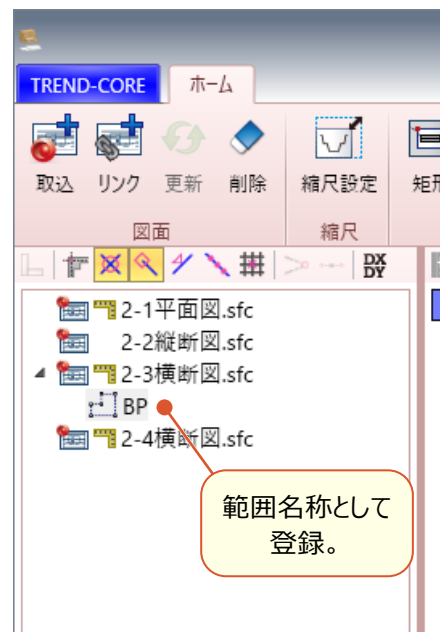 TREND-CORE ホーム
取込 リンク 更新 削除 縮尺設定
図面 縮尺
DX
DY
2-1平面図.sfc
2-2縦断図.sfc
2-3横断図.sfc
BP
2-4横断図.sfc
範囲名称として
登録。